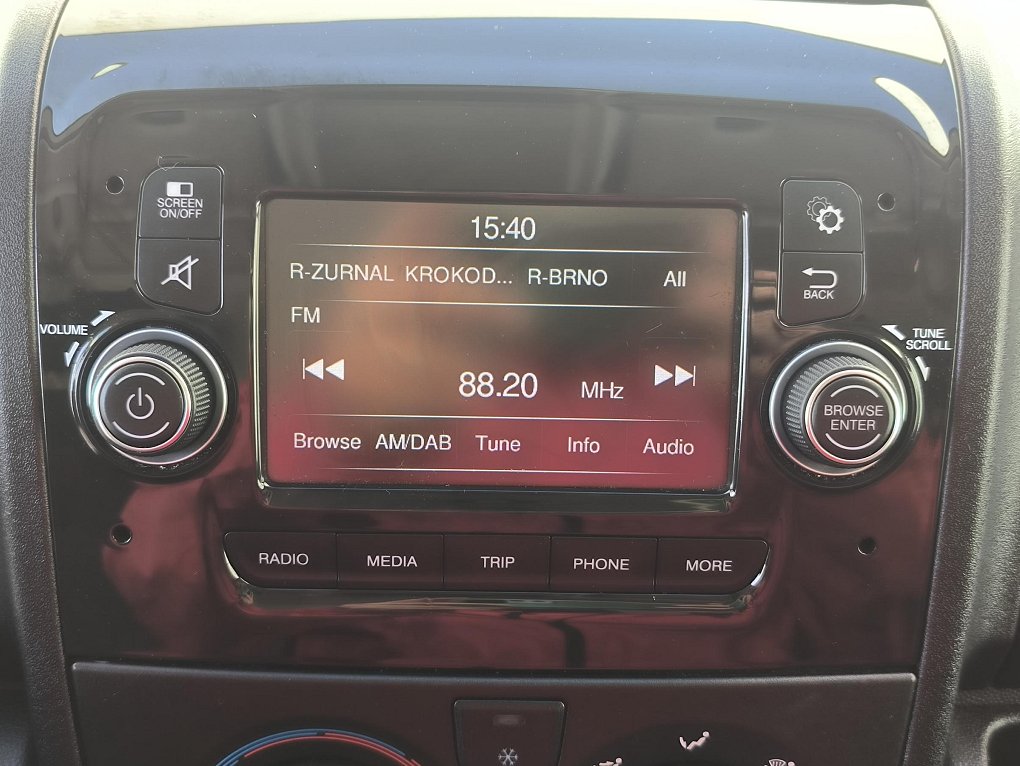 SCREEN
ON/OFF
15:40
R-ZURNAL KROKOD... R-BRNO All
BACK
VOLUME
TUNE
SCROLL
FM
88.20 MHz
BROWSE
ENTER
Browse AM/DAB Tune Info Audio
RADIO MEDIA TRIP PHONE MORE